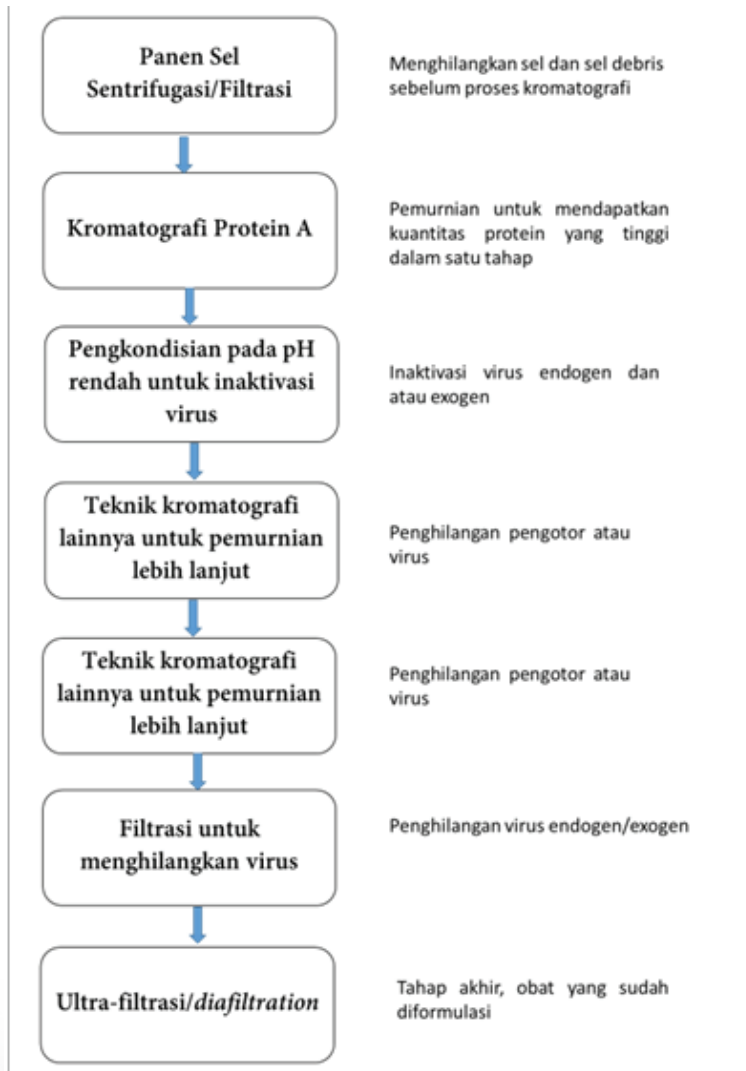 Panen Sel
Sentrifugasi/Filtrasi
Menghilangkan sel dan sel debris
sebelum proses kromatografi
Kromatografi Protein A
Pemurnian untuk mendapatkan
kuantitas protein yang tinggi
dalam satu tahap
Pengkondisian pada pH
rendah untuk inaktivasi
virus
Inaktivasi virus endogen dan
atau exogen
Teknik kromatografi
lainnya untuk pemurnian
lebih lanjut
Penghilangan pengotor atau
virus
Teknik kromatografi
lainnya untuk pemurnian
lebih lanjut
Penghilangan pengotor atau
virus
Filtrasi untuk
menghilangkan virus
Penghilangan virus endogen/exogen
Ultra-filtrasi/diafiltration
Tahap akhir, obat yang sudah
diformulasi